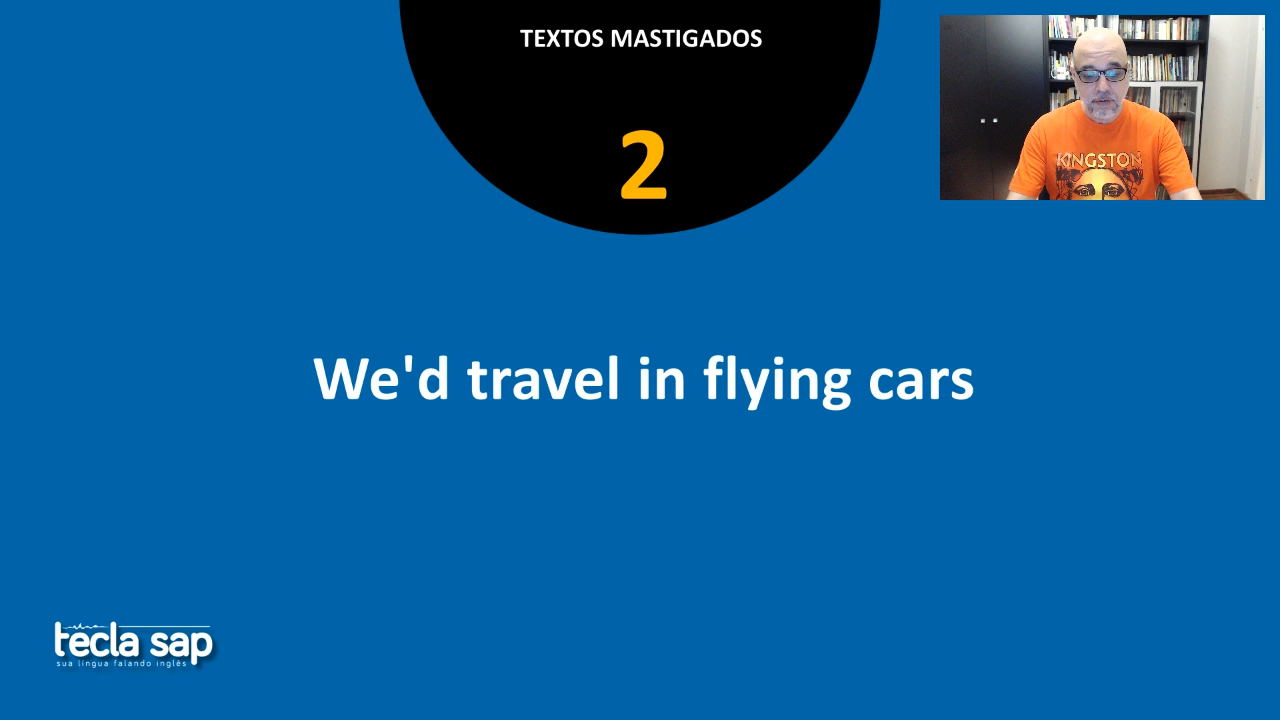 TEXTOS MASTIGADOS
2
KINGSTON
We'd travel in flying cars
tecla sap
sua língua falando inglês